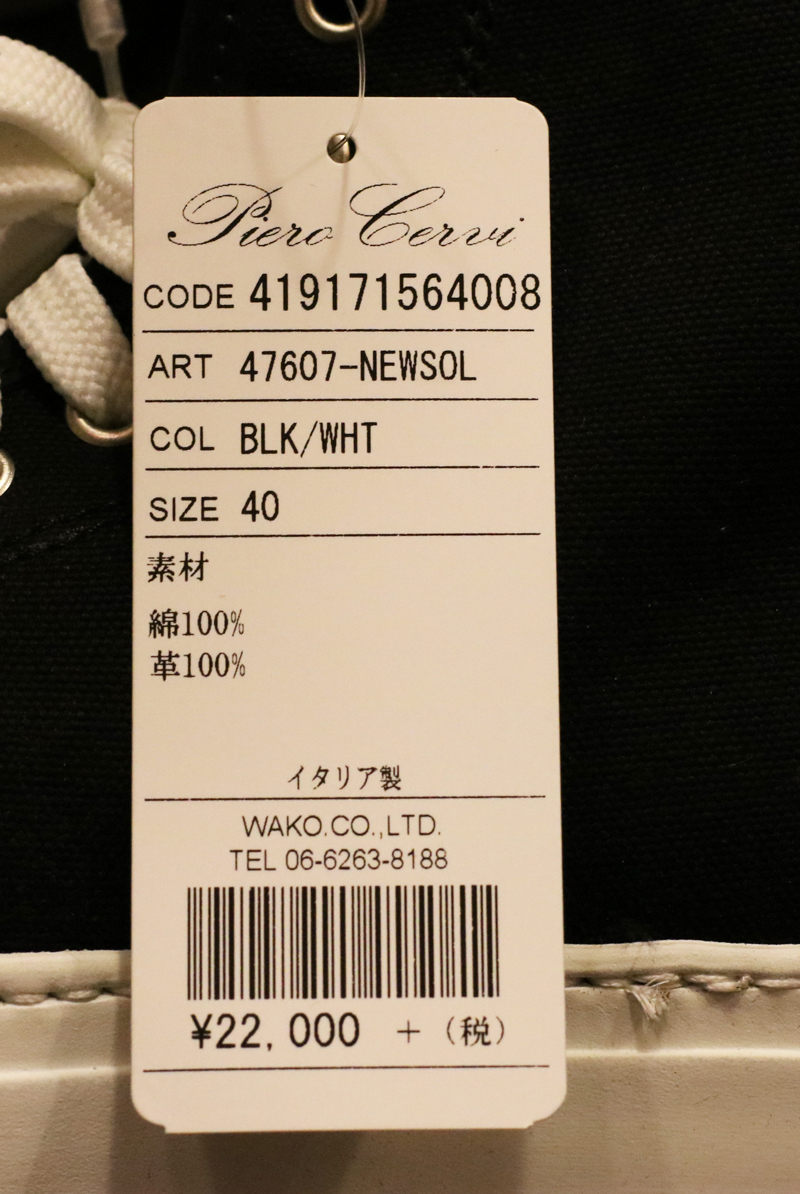 Piero Cervi
CODE 419171564008
ART 47607-NEWSOL
COL BLK/WHT
SIZE 40
素材
綿100%
革100%
イタリア製
WAKO.CO.,LTD.
TEL 06-6263-8188
¥22,000 +(税)